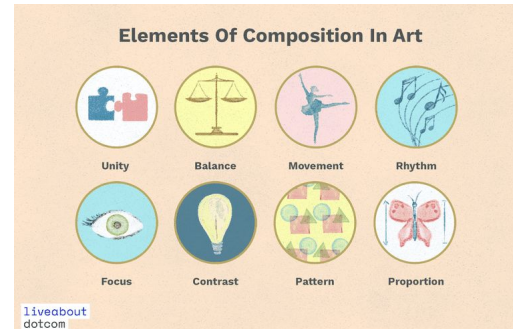 Elements Of Composition In Art
Unity Balance Movement Rhythm
Focus Contrast Pattern Proportion
liveabout
dotcom